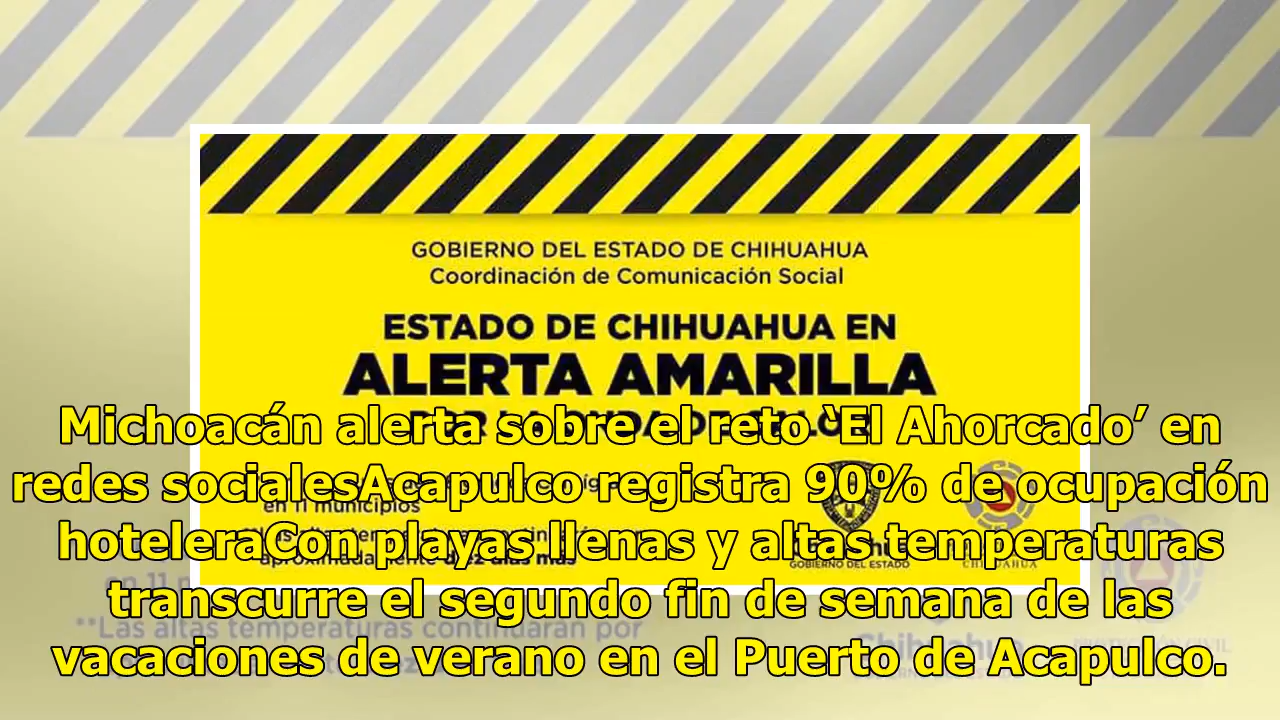 GOBIERNO DEL ESTADO DE CHIHUAHUA
Coordinación de Comunicación Social
ESTADO DE CHIHUAHUA EN
ALERTA AMARILLA
Michoacán alerta sobre el reto ‘El Ahorcado’ en
redes socialesAcapulco registra 90% de ocupación
en 11 municipios
hoteleraCon playas llenas y altas temperaturas
GOBIERNO DEL ESTADO
CHIHUAHUA
transcurre el segundo fin de semana de las
**Las altas temperaturas continuarán por
vacaciones de verano en el Puerto de Acapulco.